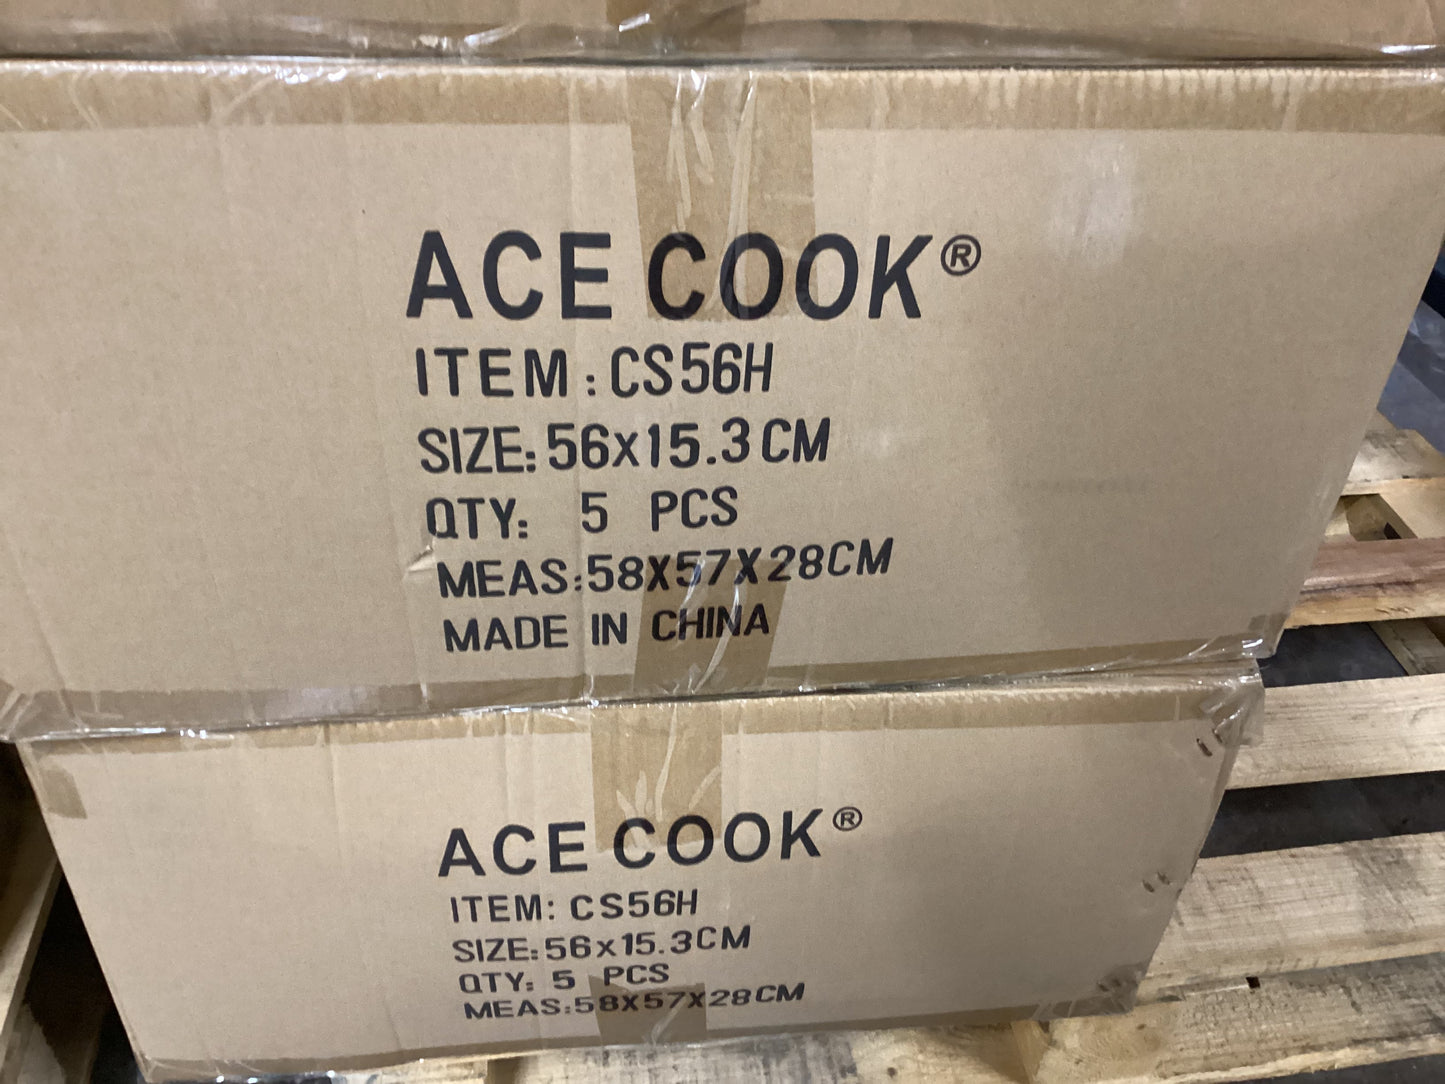 ACE COOK®
ITEM:CS56H
SIZE:56x15.3CM
QTY: 5 PCS
MEAS:58X57X28CM
MADE IN CHINA
ACE COOK®
ITEM: CS56H
SIZE:56x15.3CM
QTY: 5 PCS
MEAS:58X57X28CM